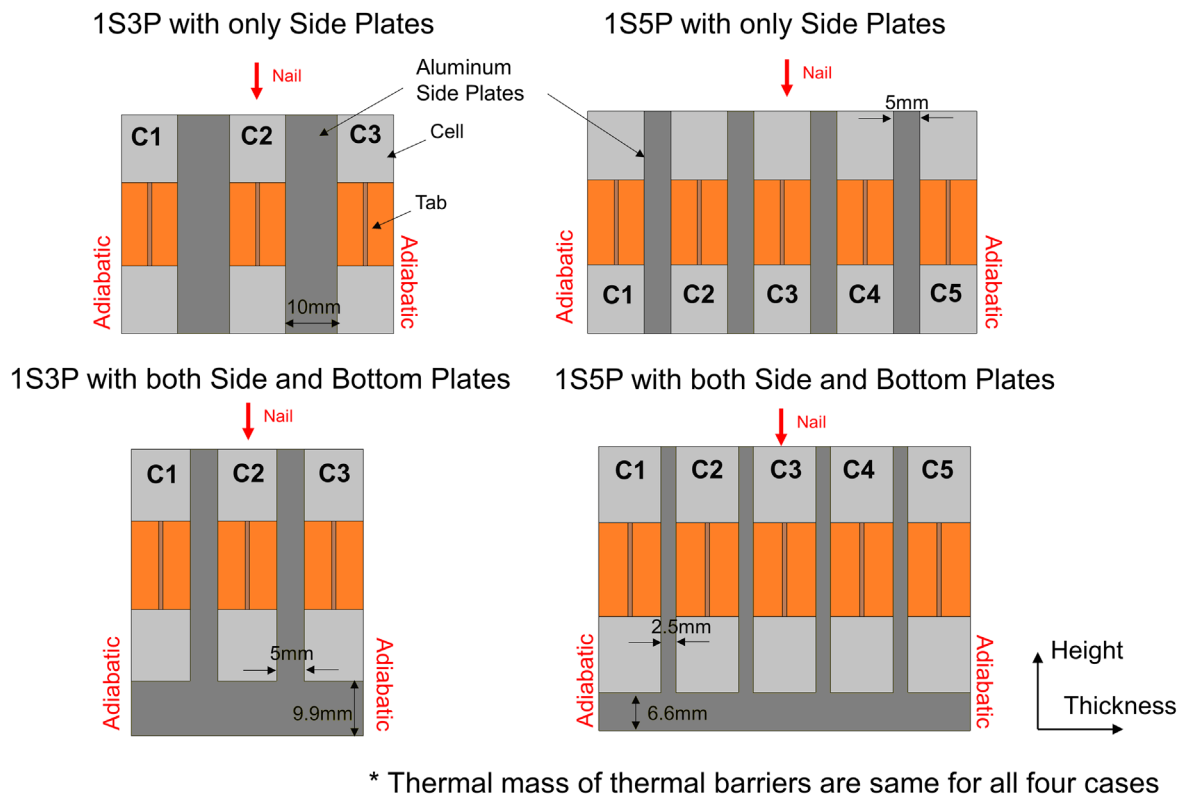 1S3P with only Side Plates
Nail
Aluminum
Side Plates
C1
C2
C3
Cell
Tab
Adiabatic
Adiabatic
10mm
1S5P with only Side Plates
Nail
5mm
Adiabatic
Adiabatic
C1
C2
C3
C4
C5
1S3P with both Side and Bottom Plates
Nail
C1
C2
C3
Adiabatic
Adiabatic
5mm
9.9mm
1S5P with both Side and Bottom Plates
Nail
C1
C2
C3
C4
C5
2.5mm
Adiabatic
Adiabatic
6.6mm
Height
Thickness
* Thermal mass of thermal barriers are same for all four cases